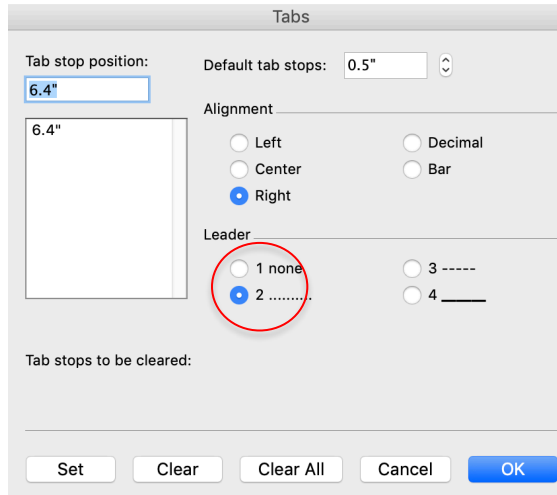 Tabs
Tab stop position:
6.4"
6.4"
Default tab stops: 0.5"
Alignment
Left
Decimal
Center
Bar
Right
Leader
1 none
3 -----
2 ..........
4 _____
Tab stops to be cleared:
Set Clear Clear All Cancel OK